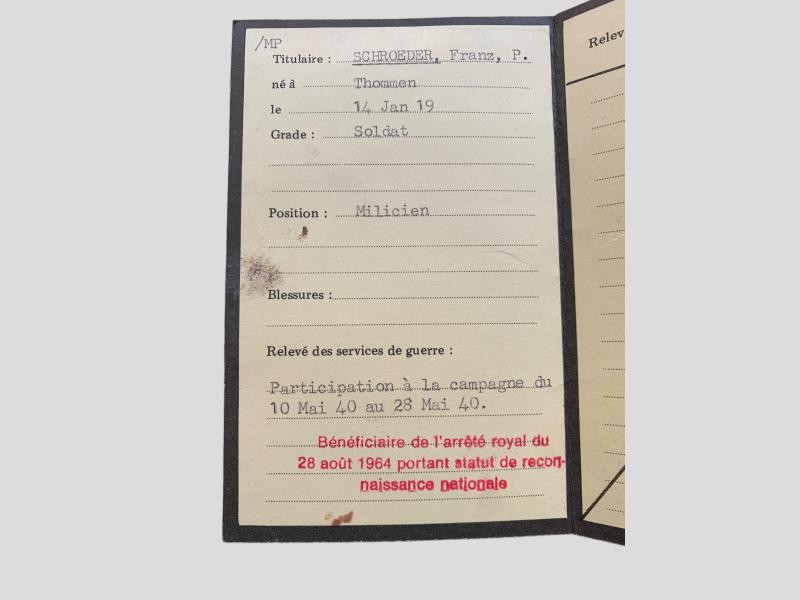 /MP
Titulaire : SCHROEDER, Franz, P.
né à Thommen
le 14 Jan 19
Grade : Soldat
Position : Milicien
Blessures :
Relevé des services de guerre :
Participation à la campagne du
10 Mai 40 au 28 Mai 40.
Bénéficiaire de l'arrêté royal du
28 août 1964 portant statut de recon-
naissance nationale
Relev